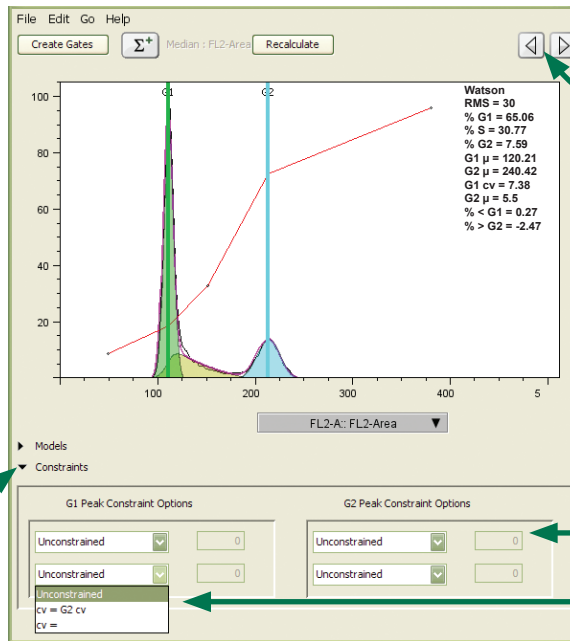 File Edit Go Help
Create Gates Σ+ Median : FL2-Area Recalculate
G1 G2
Watson
RMS = 30
% G1 = 65.06
% S = 30.77
% G2 = 7.59
G1 µ = 120.21
G2 µ = 240.42
G1 cv = 7.38
G2 µ = 5.5
% < G1 = 0.27
% > G2 = -2.47
100
80
60
40
20
100 200 300 400 5
FL2-A:: FL2-Area
Models
Constraints
G1 Peak Constraint Options G2 Peak Constraint Options
Unconstrained 0 Unconstrained 0
Unconstrained 0 Unconstrained 0
Unconstrained
cv = G2 cv
cv =